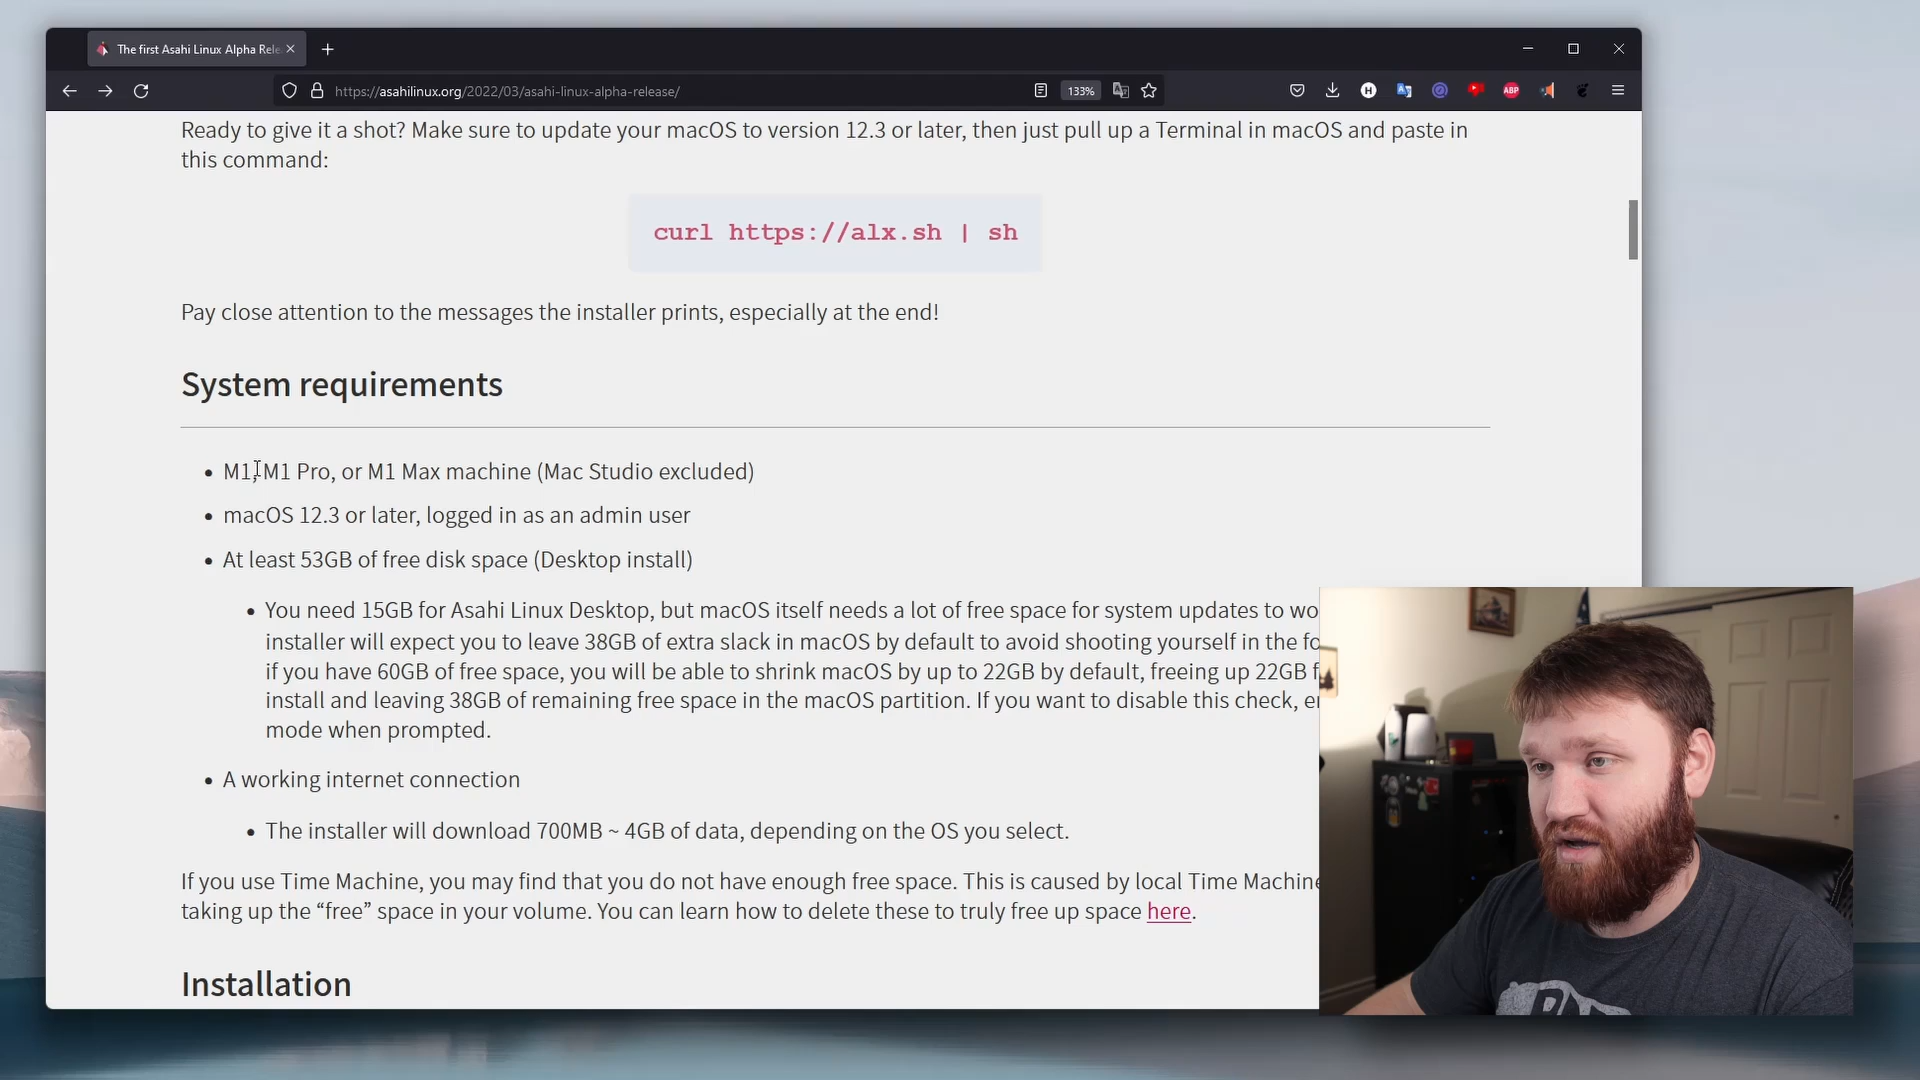 The first Asahi Linux Alpha Rele
https://asahilinux.org/2022/03/asahi-linux-alpha-release/
133%
H
ABP
Ready to give it a shot? Make sure to update your macOS to version 12.3 or later, then just pull up a Terminal in macOS and paste in
this command:
curl https://alx.sh | sh
Pay close attention to the messages the installer prints, especially at the end!
System requirements
M1, M1 Pro, or M1 Max machine (Mac Studio excluded)
macOS 12.3 or later, logged in as an admin user
At least 53GB of free disk space (Desktop install)
You need 15GB for Asahi Linux Desktop, but macOS itself needs a lot of free space for system updates to wo
installer will expect you to leave 38GB of extra slack in macOS by default to avoid shooting yourself in the fo
if you have 60GB of free space, you will be able to shrink macOS by up to 22GB by default, freeing up 22GB f
install and leaving 38GB of remaining free space in the macOS partition. If you want to disable this check, e
mode when prompted.
A working internet connection
The installer will download 700MB ~ 4GB of data, depending on the OS you select.
If you use Time Machine, you may find that you do not have enough free space. This is caused by local Time Machine
taking up the “free” space in your volume. You can learn how to delete these to truly free up space here.
Installation